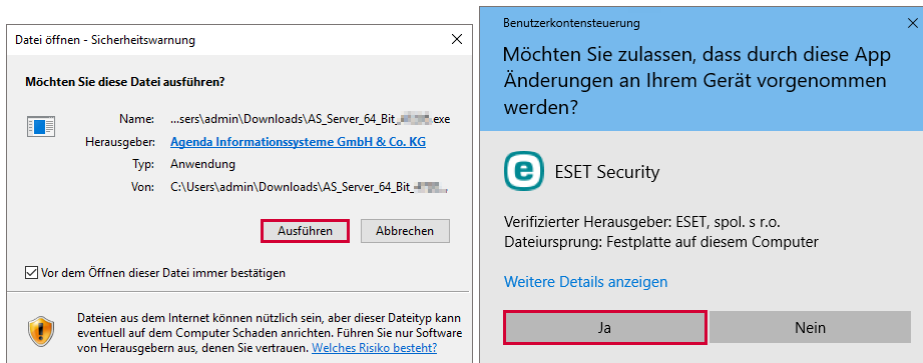 Datei öffnen - Sicherheitswarnung
Möchten Sie diese Datei ausführen?
Name: ...sers\admin\Downloads\AS_Server_64_Bit_ .exe
Herausgeber: Agenda Informationssysteme GmbH & Co. KG
Typ: Anwendung
Von: C:\Users\admin\Downloads\AS_Server_64_Bit_
Ausführen Abbrechen
Vor dem Öffnen dieser Datei immer bestätigen
Dateien aus dem Internet können nützlich sein, aber dieser Dateityp kann
eventuell auf dem Computer Schaden anrichten. Führen Sie nur Software
von Herausgebern aus, denen Sie vertrauen. Welches Risiko besteht?
Benutzerkontensteuerung
Möchten Sie zulassen, dass durch diese App
Änderungen an Ihrem Gerät vorgenommen
werden?
e
ESET Security
Verifizierter Herausgeber: ESET, spol. s r.o.
Dateiursprung: Festplatte auf diesem Computer
Weitere Details anzeigen
Ja Nein